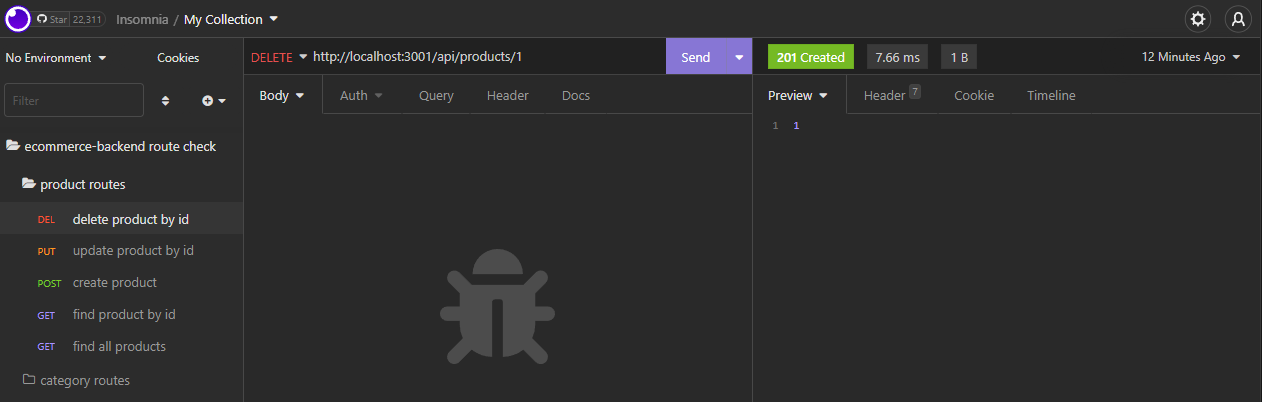 Star 22,311 Insomnia / My Collection
No Environment Cookies
DELETE http://localhost:3001/api/products/1 Send
201 Created 7.66 ms 1 B 12 Minutes Ago
Filter
Body Auth Query Header Docs
Preview Header 7 Cookie Timeline
1 1
ecommerce-backend route check
product routes
DEL delete product by id
PUT update product by id
POST create product
GET find product by id
GET find all products
category routes